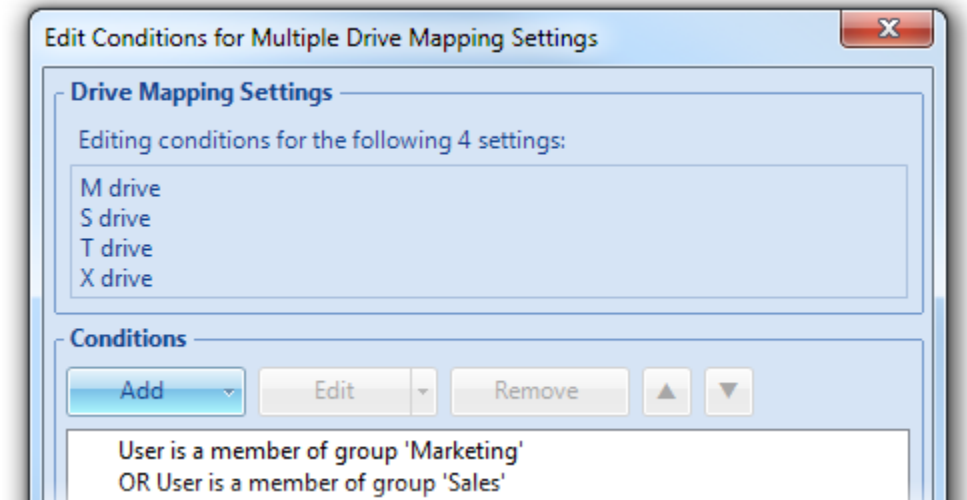 Edit Conditions for Multiple Drive Mapping Settings
Drive Mapping Settings
Editing conditions for the following 4 settings:
M drive
S drive
T drive
X drive
Conditions
Add
Edit
Remove
User is a member of group 'Marketing'
OR User is a member of group 'Sales'